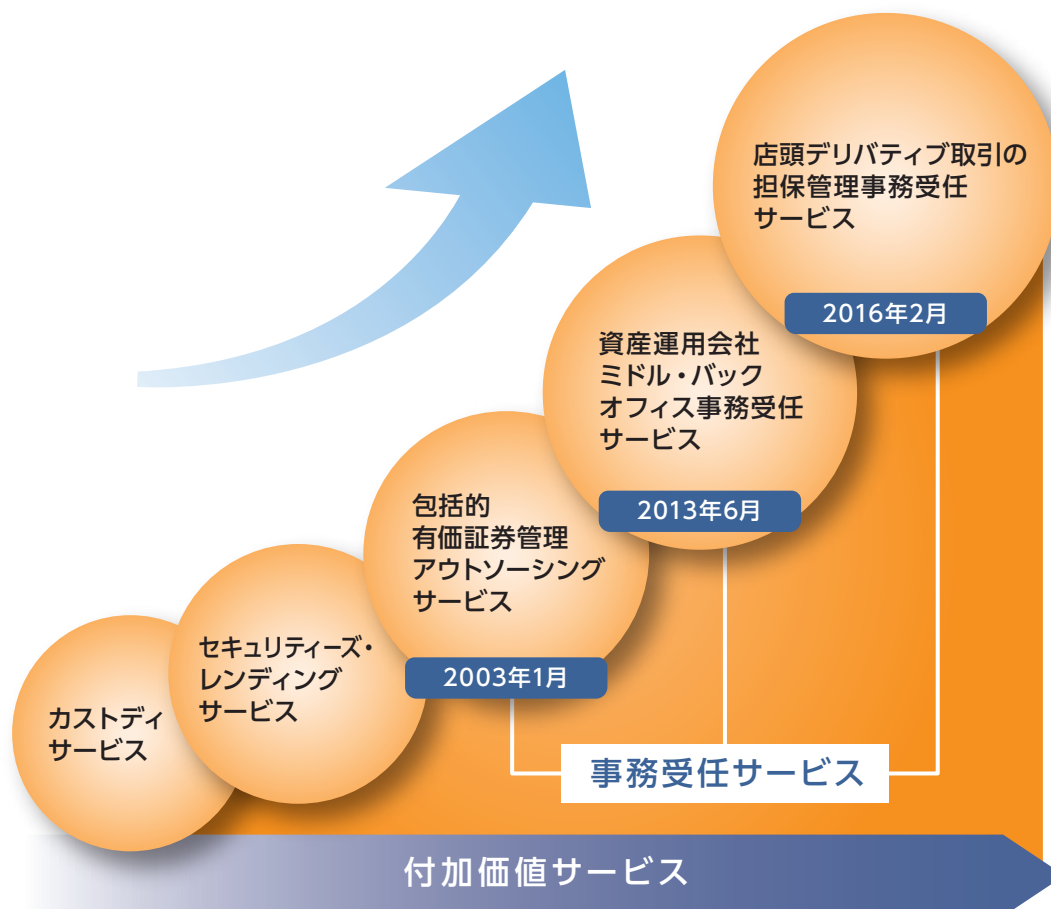 店頭デリバティブ取引の
担保管理事務受任
サービス
2016年2月
資産運用会社
ミドル・バック
オフィス事務受任
サービス
2013年6月
包括的
有価証券管理
アウトソーシング
サービス
2003年1月
セキュリティーズ・
レンディング
サービス
カストディ
サービス
事務受任サービス
付加価値サービス